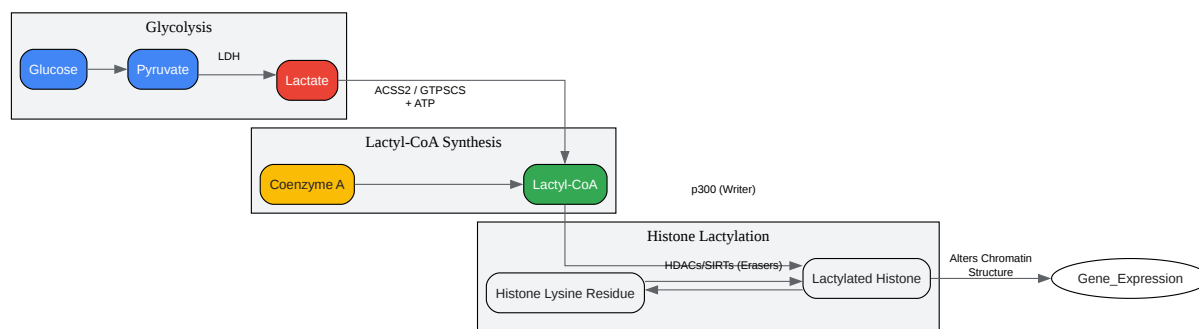 Glycolysis
Glucose
Pyruvate
LDH
Lactate
ACSS2 / GTPSCS
+ ATP
Lactyl-CoA Synthesis
Coenzyme A
Lactyl-CoA
p300 (Writer)
Histone Lactylation
HDACs/SIRTs (Erasers)
Histone Lysine Residue
Lactylated Histone
Alters Chromatin
Structure
Gene_Expression